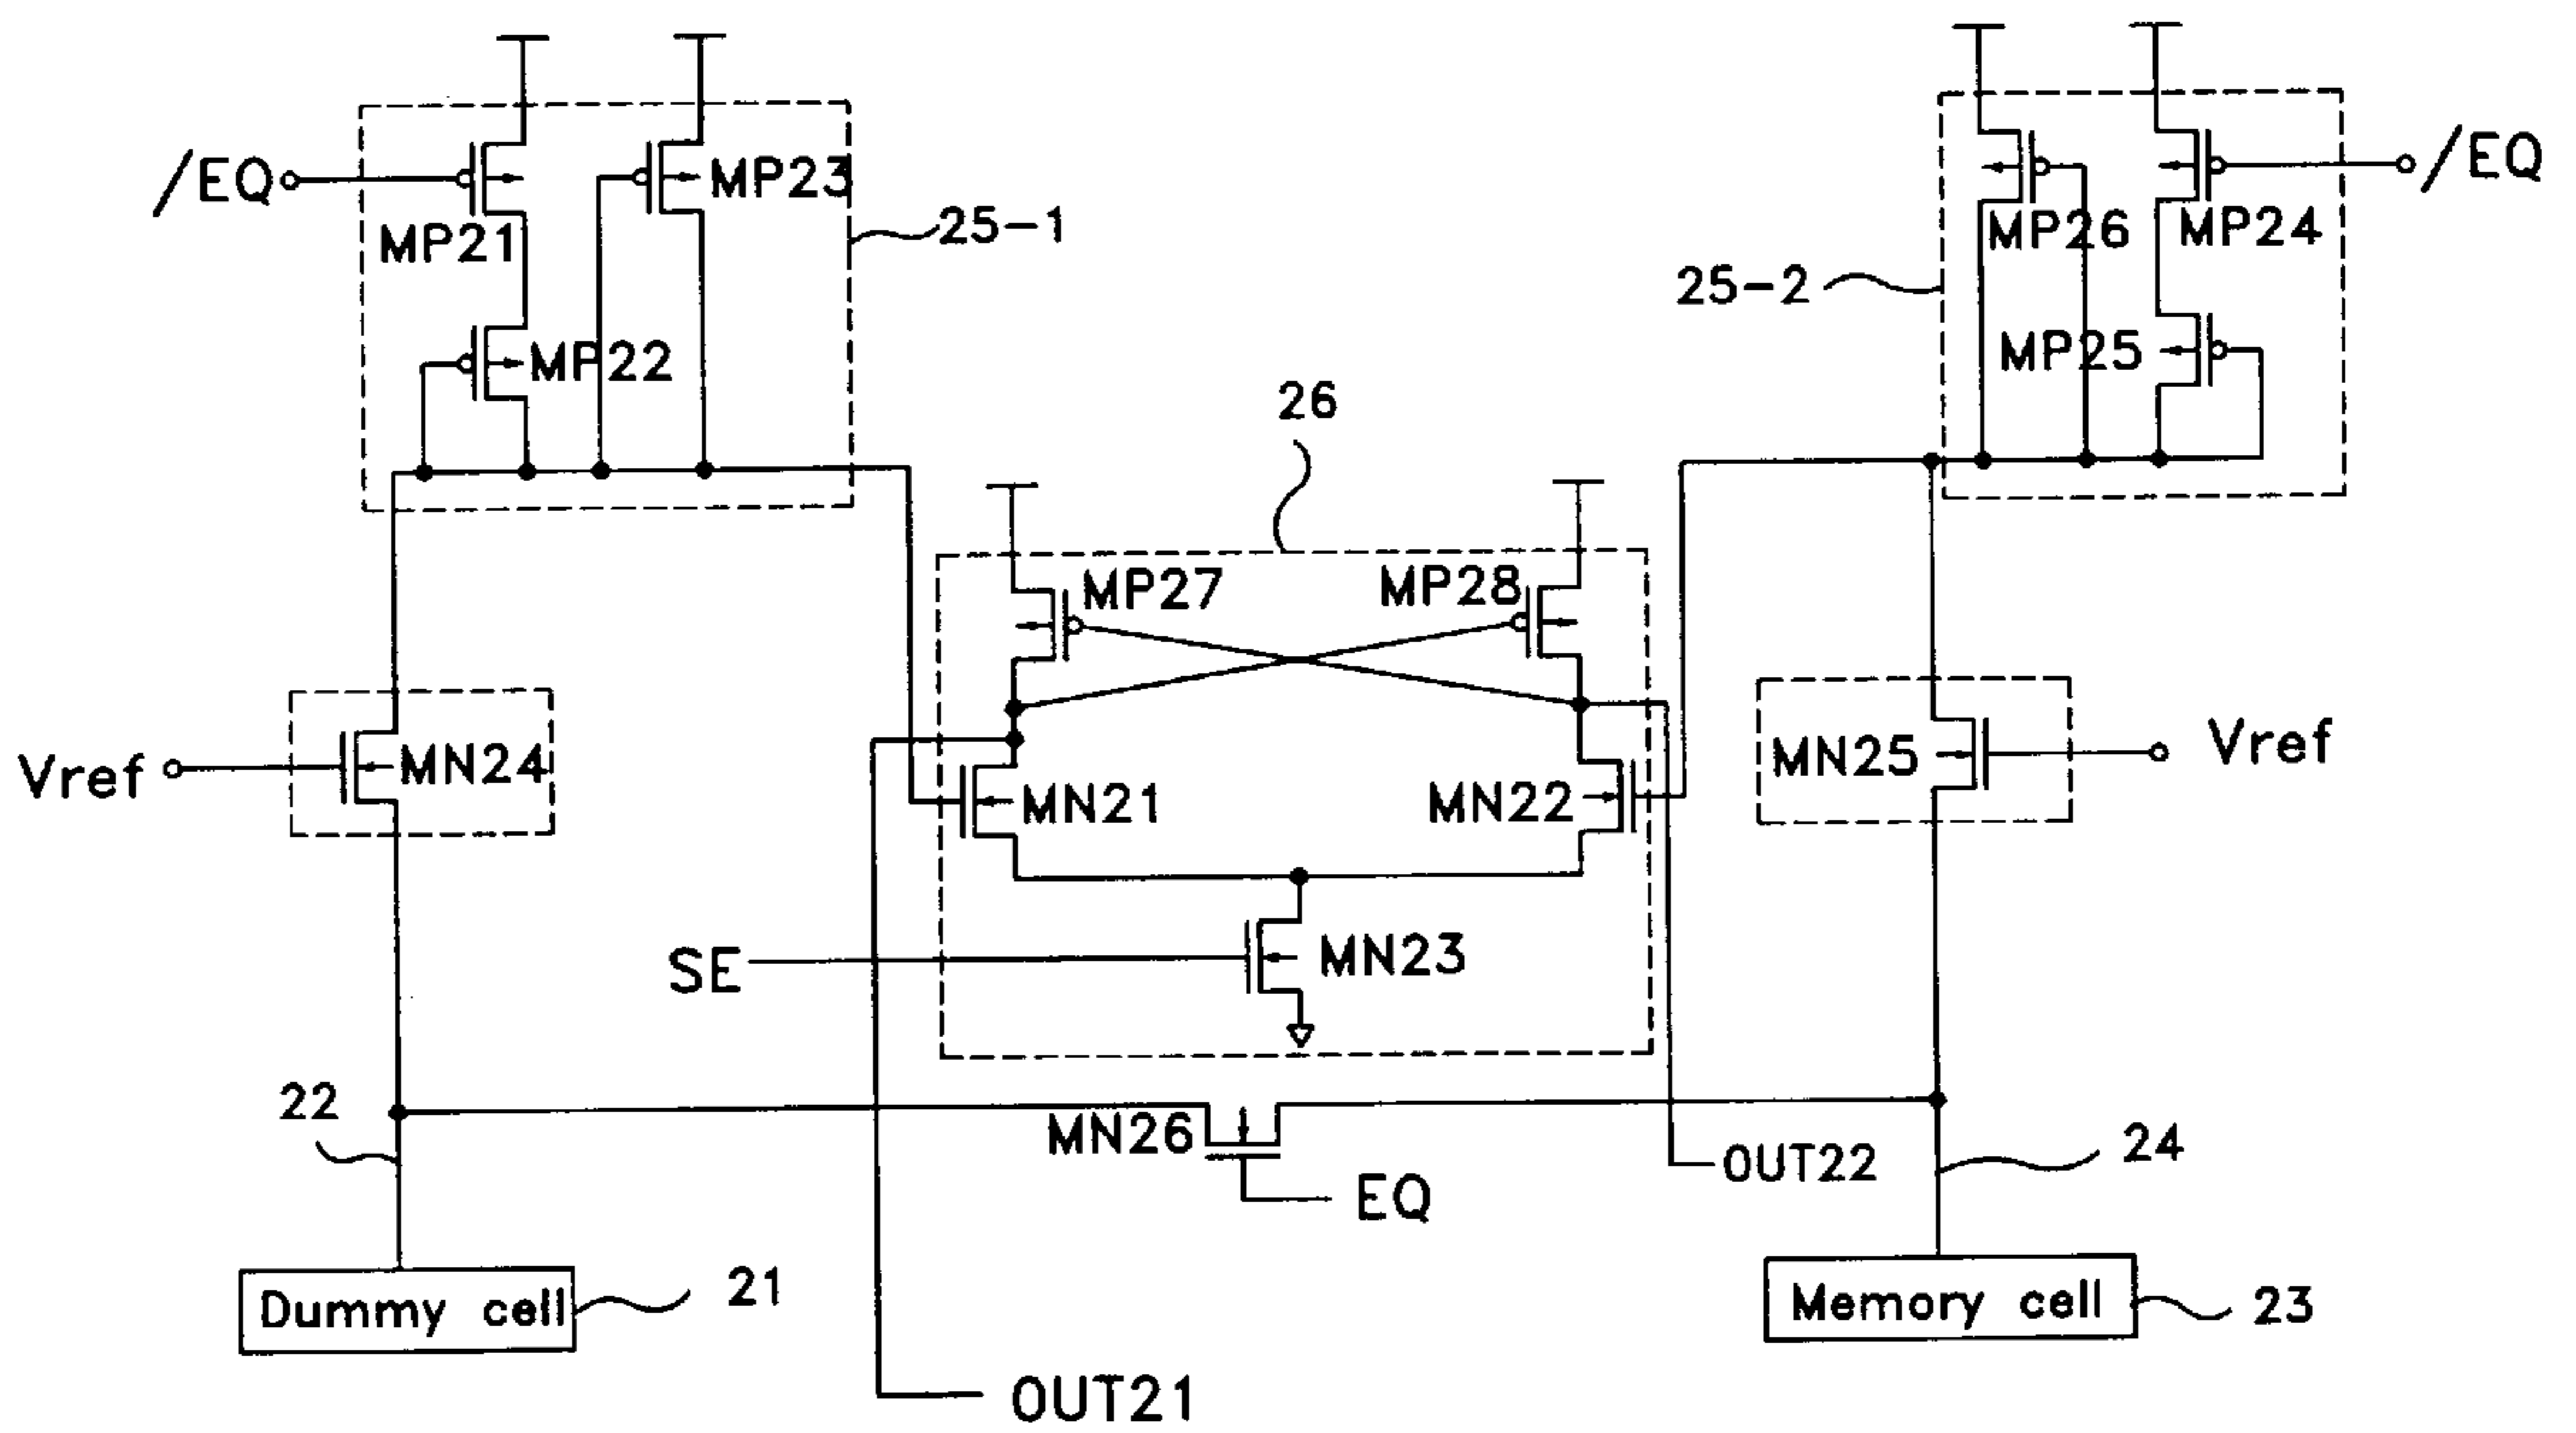 /EQ
MP21
MP23
25-1
MP22
MP26
MP24
/EQ
25-2
MP25
26
MP27
MP28
Vref
MN24
MN21
MN22
MN25
Vref
SE
MN23
22
MN26
EQ
OUT22
24
Dummy cell
21
Memory cell
23
OUT21